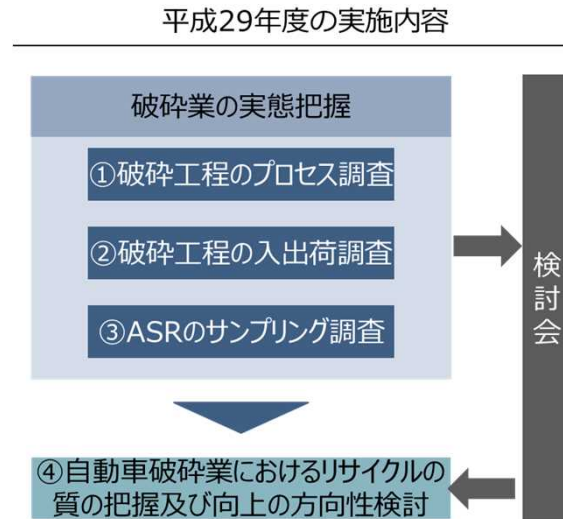 平成29年度の実施内容
破砕業の実態把握
①破砕工程のプロセス調査
②破砕工程の入出荷調査
③ASRのサンプリング調査
検討会
④自動車破砕業におけるリサイクルの
質の把握及び向上の方向性検討